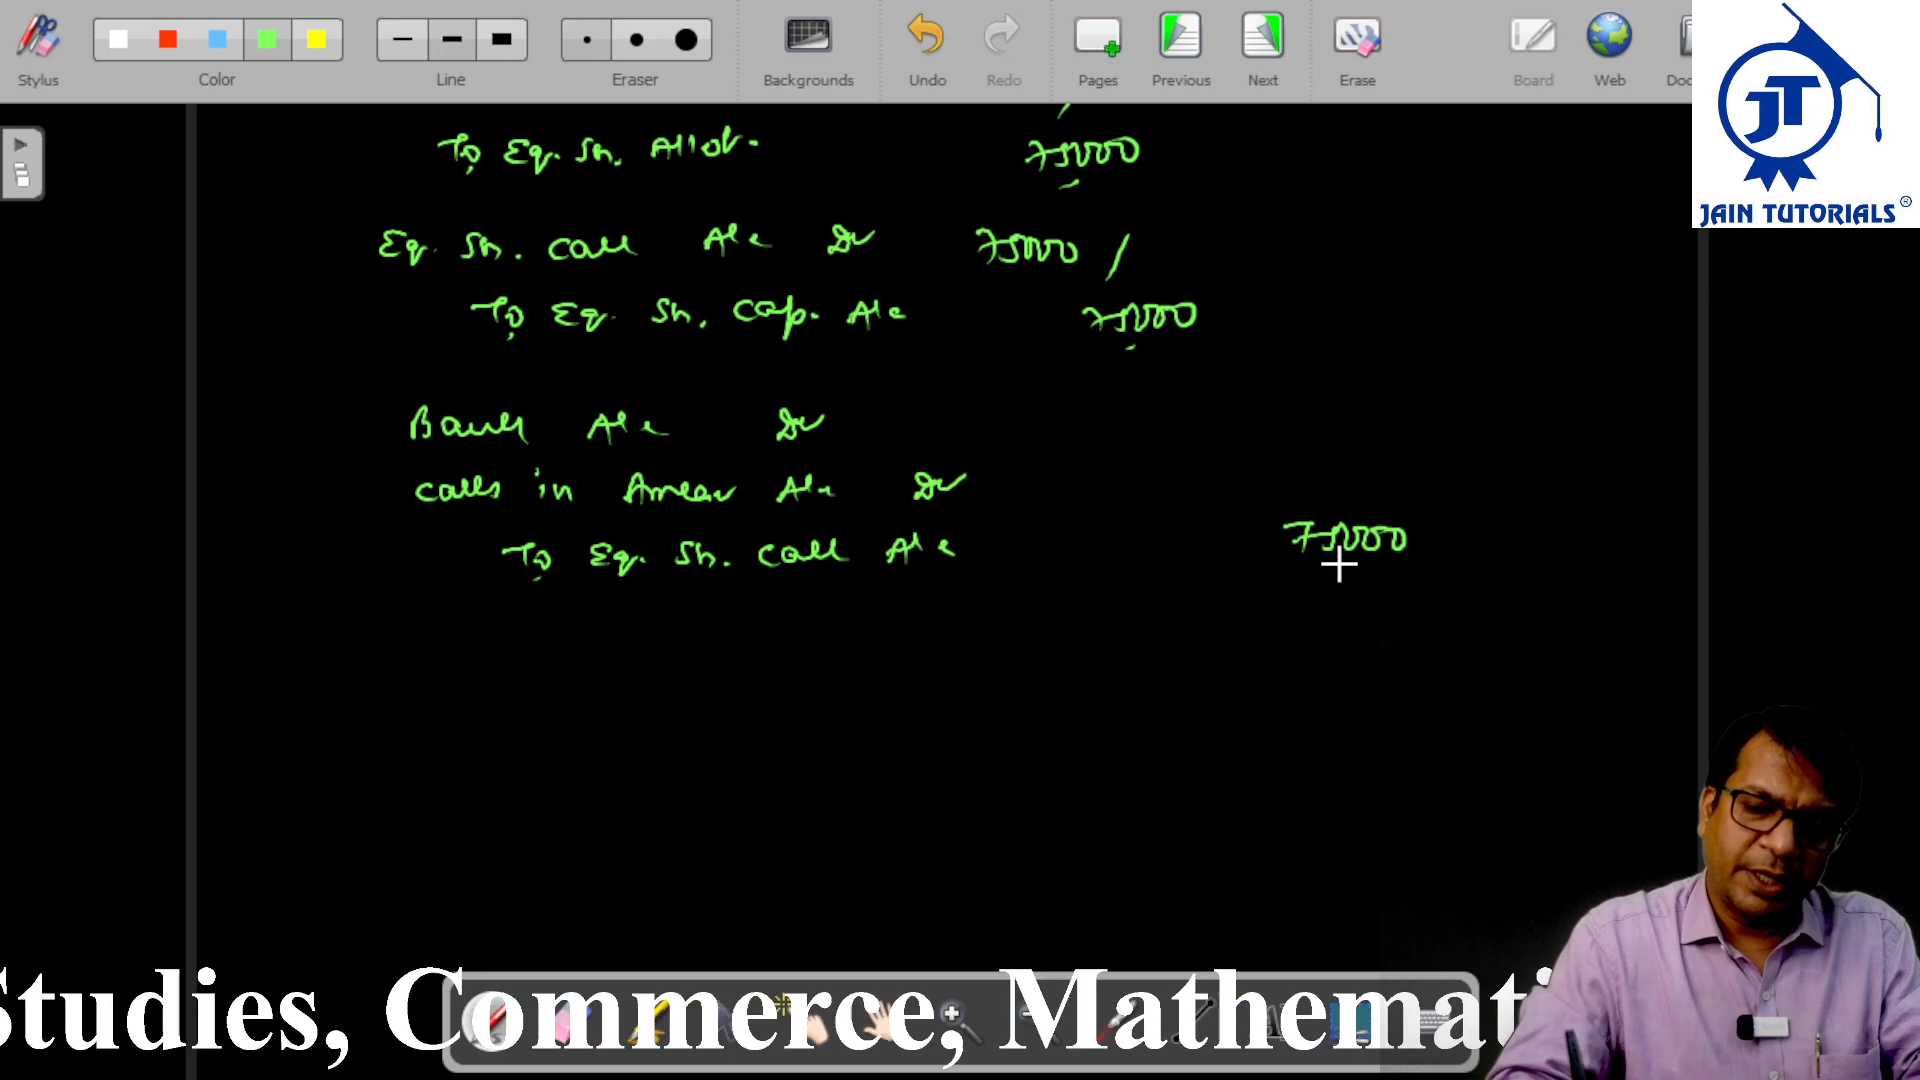 Stylus
Color
Line
Eraser
Backgrounds
Undo
Redo
Pages
Previous
Next
Erase
Board
Web
JT
JAIN TUTORIALS®
To Eq. Sh. Allot. 75000
Eq. Sh. Call A/c Dr 75000 /
To Eq. Sh. Cap. A/c 75000
Bank A/c Dr
Calls in Arrear A/c Dr
To Eq. Sh. Call A/c 75000
Studies, Commerce, Mathemat